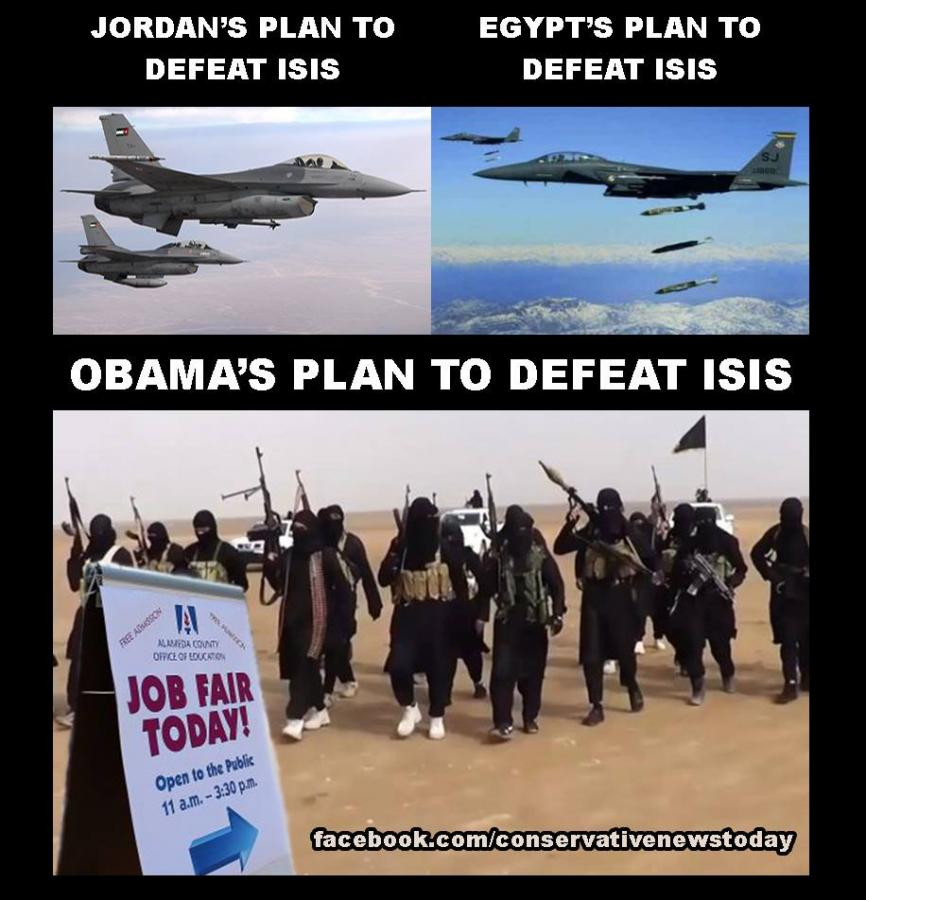 JORDAN'S PLAN TO
DEFEAT ISIS
EGYPT'S PLAN TO
DEFEAT ISIS
SJ
OBAMA'S PLAN TO DEFEAT ISIS
FREE ADMISSION
FREE ADMISSION
ALAMEDA COUNTY
OFFICE OF EDUCATION
JOB FAIR
TODAY!
Open to the Public
11 a.m. – 3:30 p.m.
facebook.com/conservativenewstoday